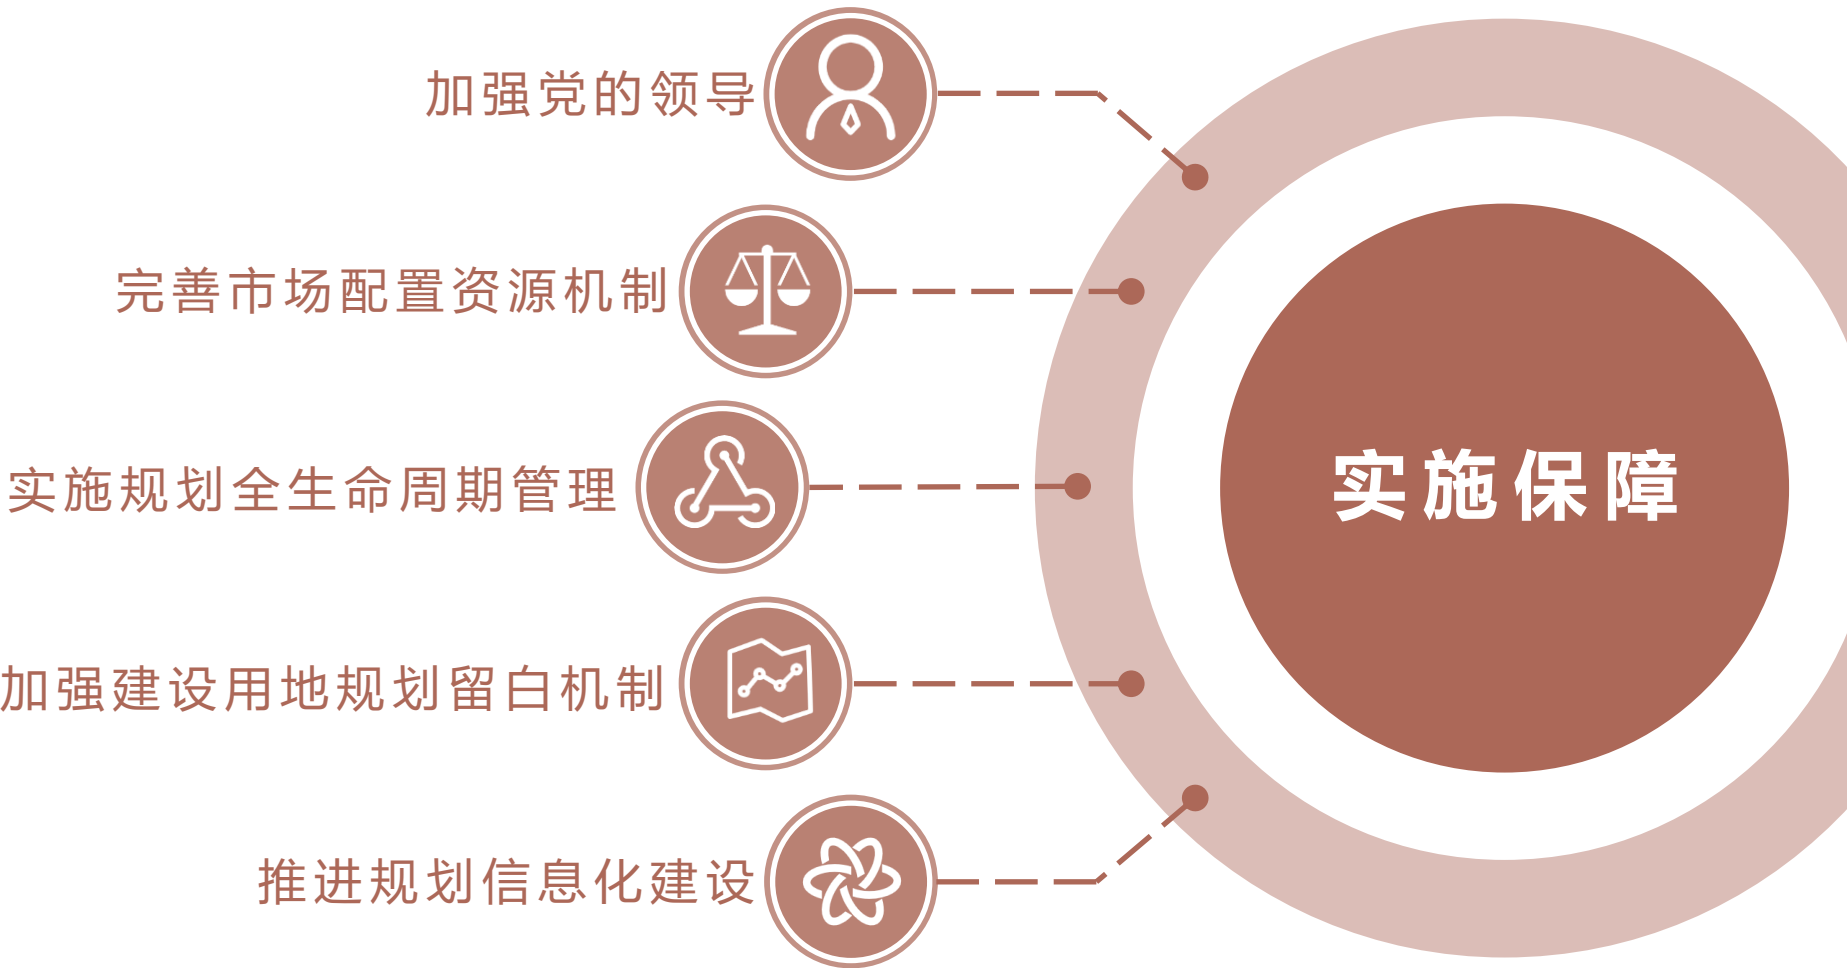 加强党的领导
完善市场配置资源机制
实施规划全生命周期管理
实施保障
加强建设用地规划留白机制
推进规划信息化建设